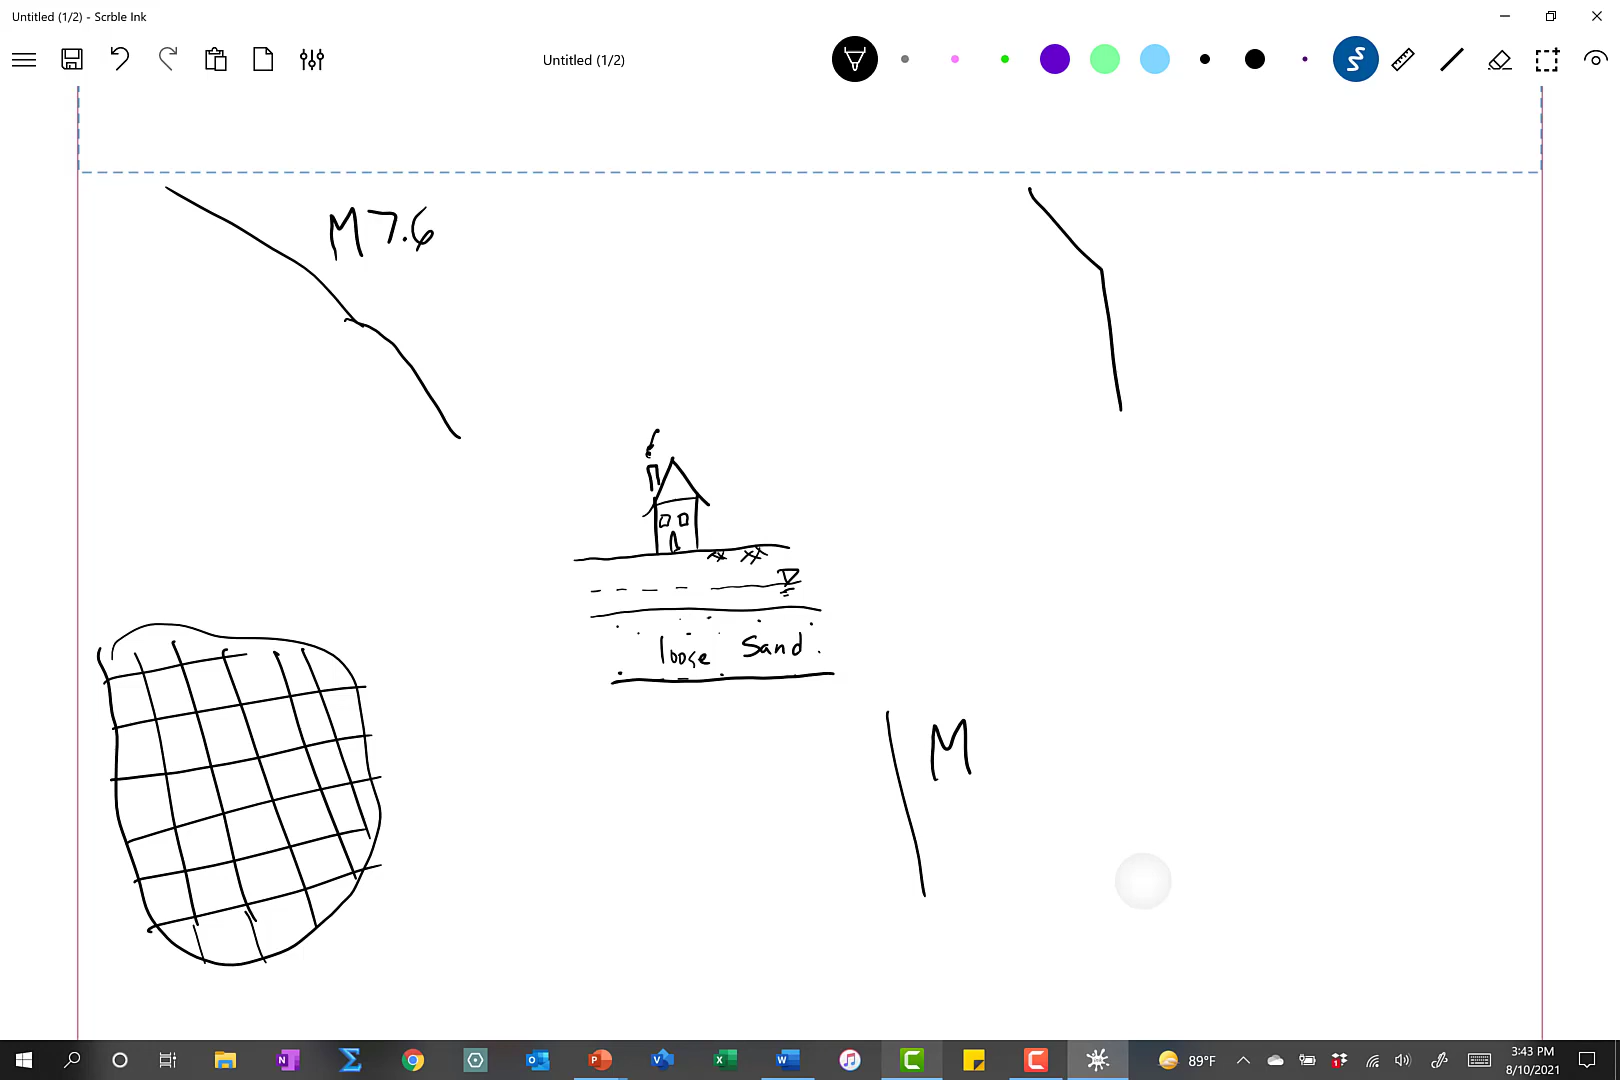 Untitled (1/2) - Scrble Ink
Untitled (1/2)
M7.6
loose Sand.
M
89°F
3:43 PM
8/10/2021